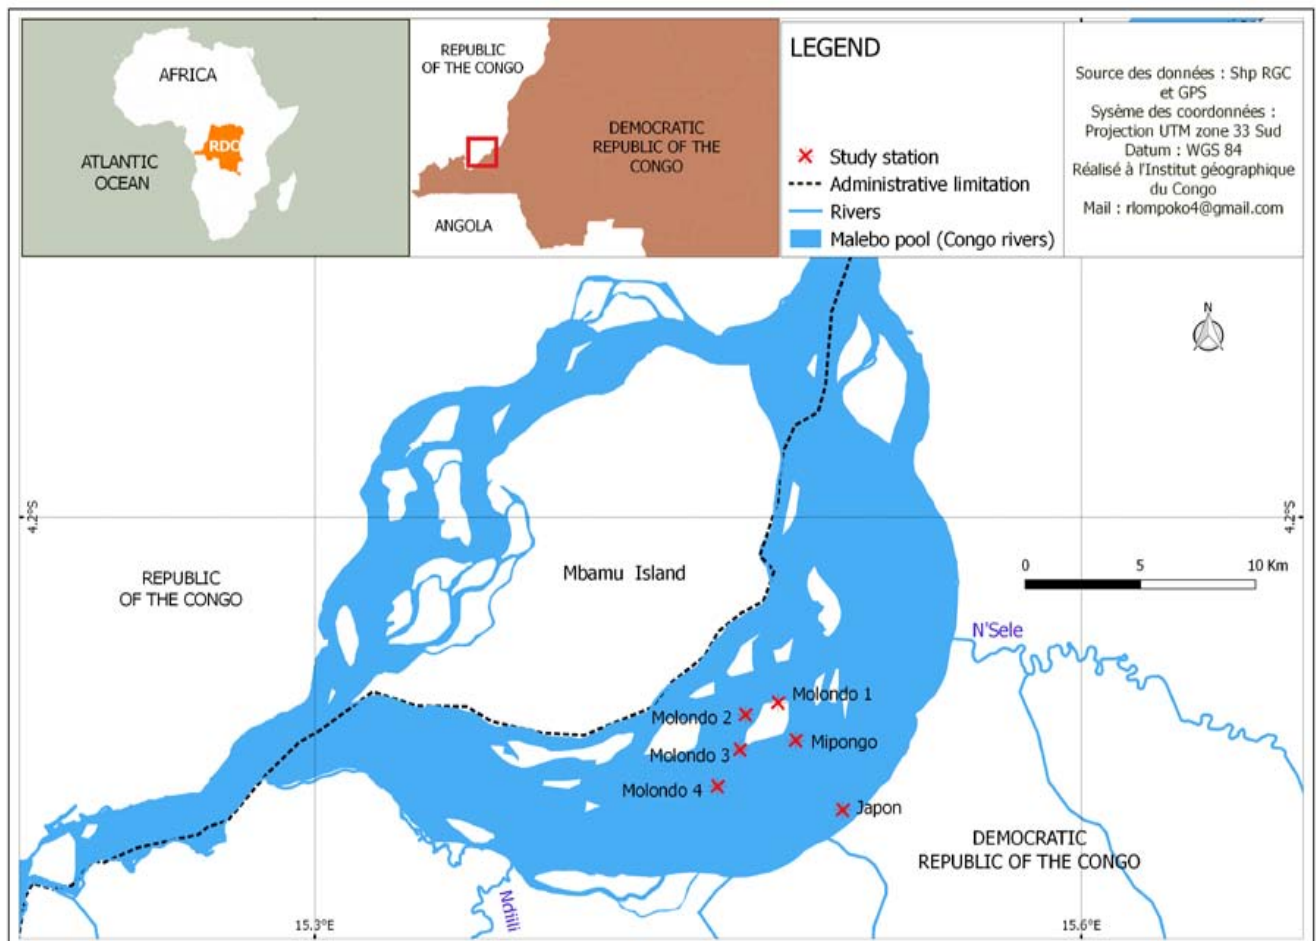 AFRICA
RDC
ATLANTIC
OCEAN
REPUBLIC
OF THE CONGO
DEMOCRATIC
REPUBLIC OF THE
CONGO
ANGOLA
LEGEND
Study station
Administrative limitation
Rivers
Malebo pool (Congo rivers)
Source des données : Shp RGC
et GPS
Sysème des coordonnées :
Projection UTM zone 33 Sud
Datum : WGS 84
Réalisé à l'Institut géographique
du Congo
Mail : rlompoko4@gmail.com
N
4.2°S
4.2°S
REPUBLIC
OF THE CONGO
Mbamu Island
0 5 10 Km
N'Sele
Molondo 1
Molondo 2
Mipongo
Molondo 3
Molondo 4
Japon
DEMOCRATIC
REPUBLIC OF THE CONGO
Ndjili
15.3°E
15.6°E